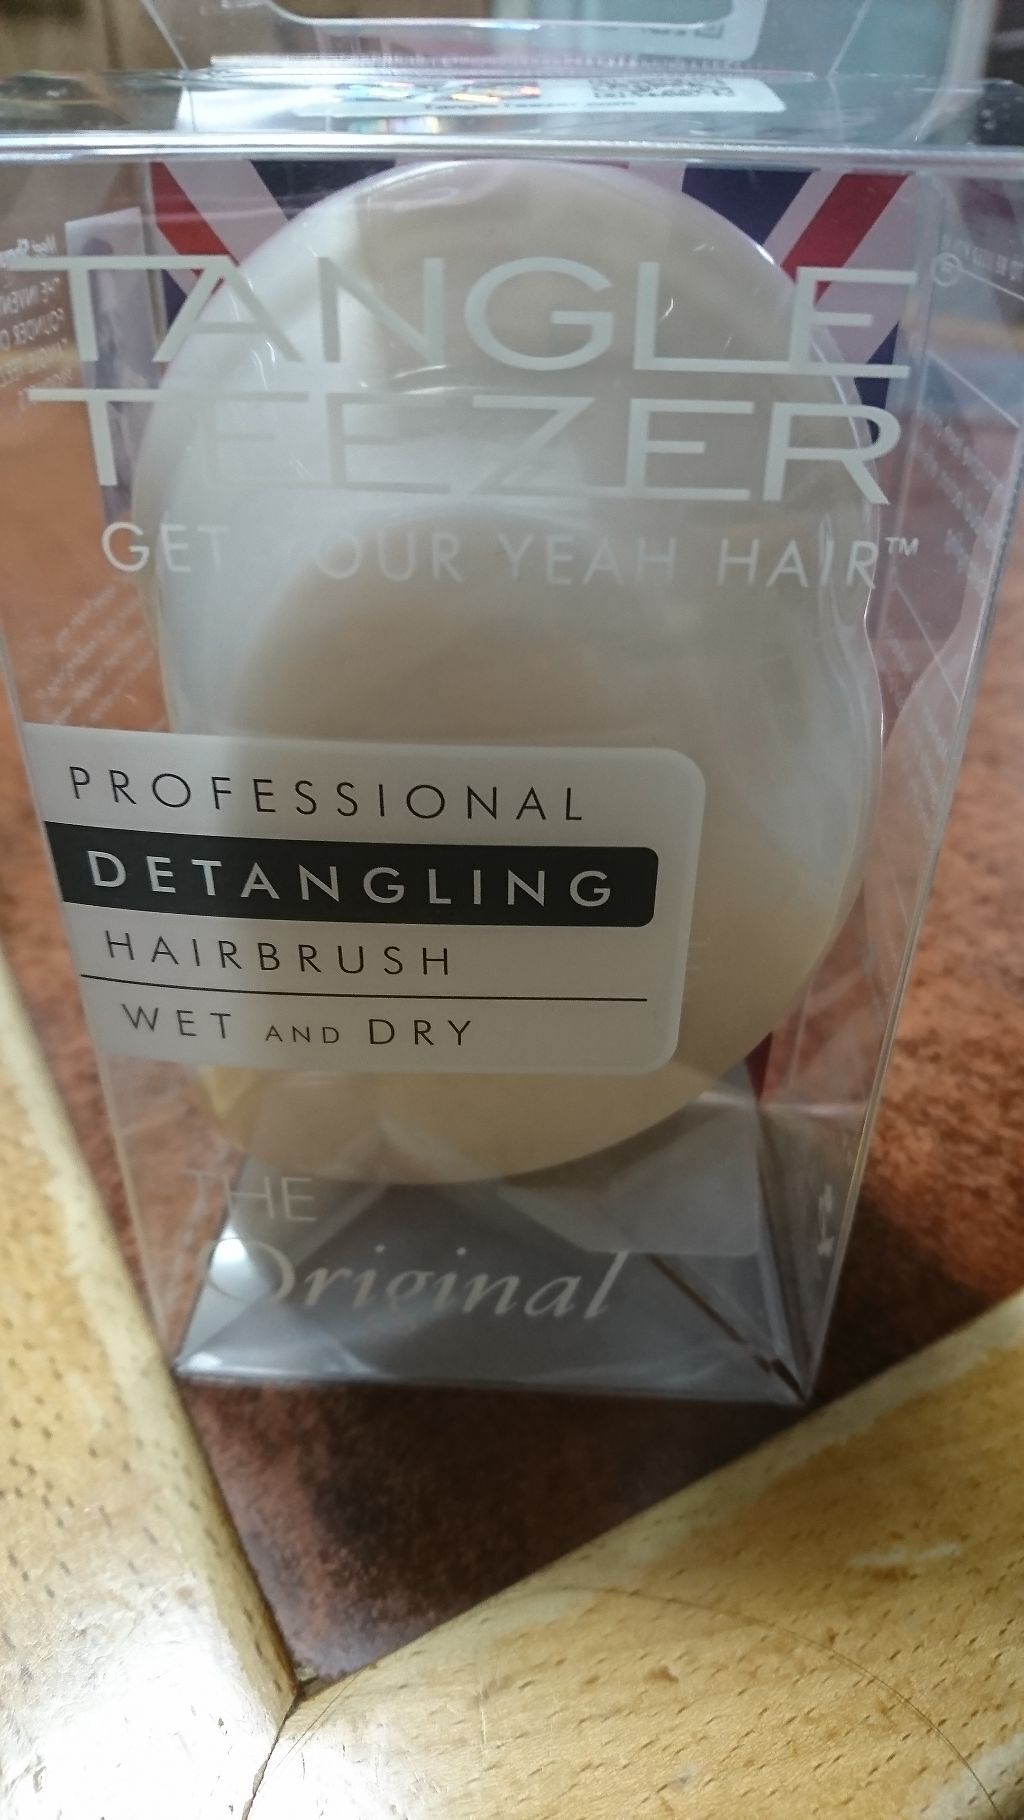 TANGLE
TEEZER
GET YOUR YEAH HAIR™
PROFESSIONAL
DETANGLING
HAIRBRUSH
WET AND DRY
THE
Original